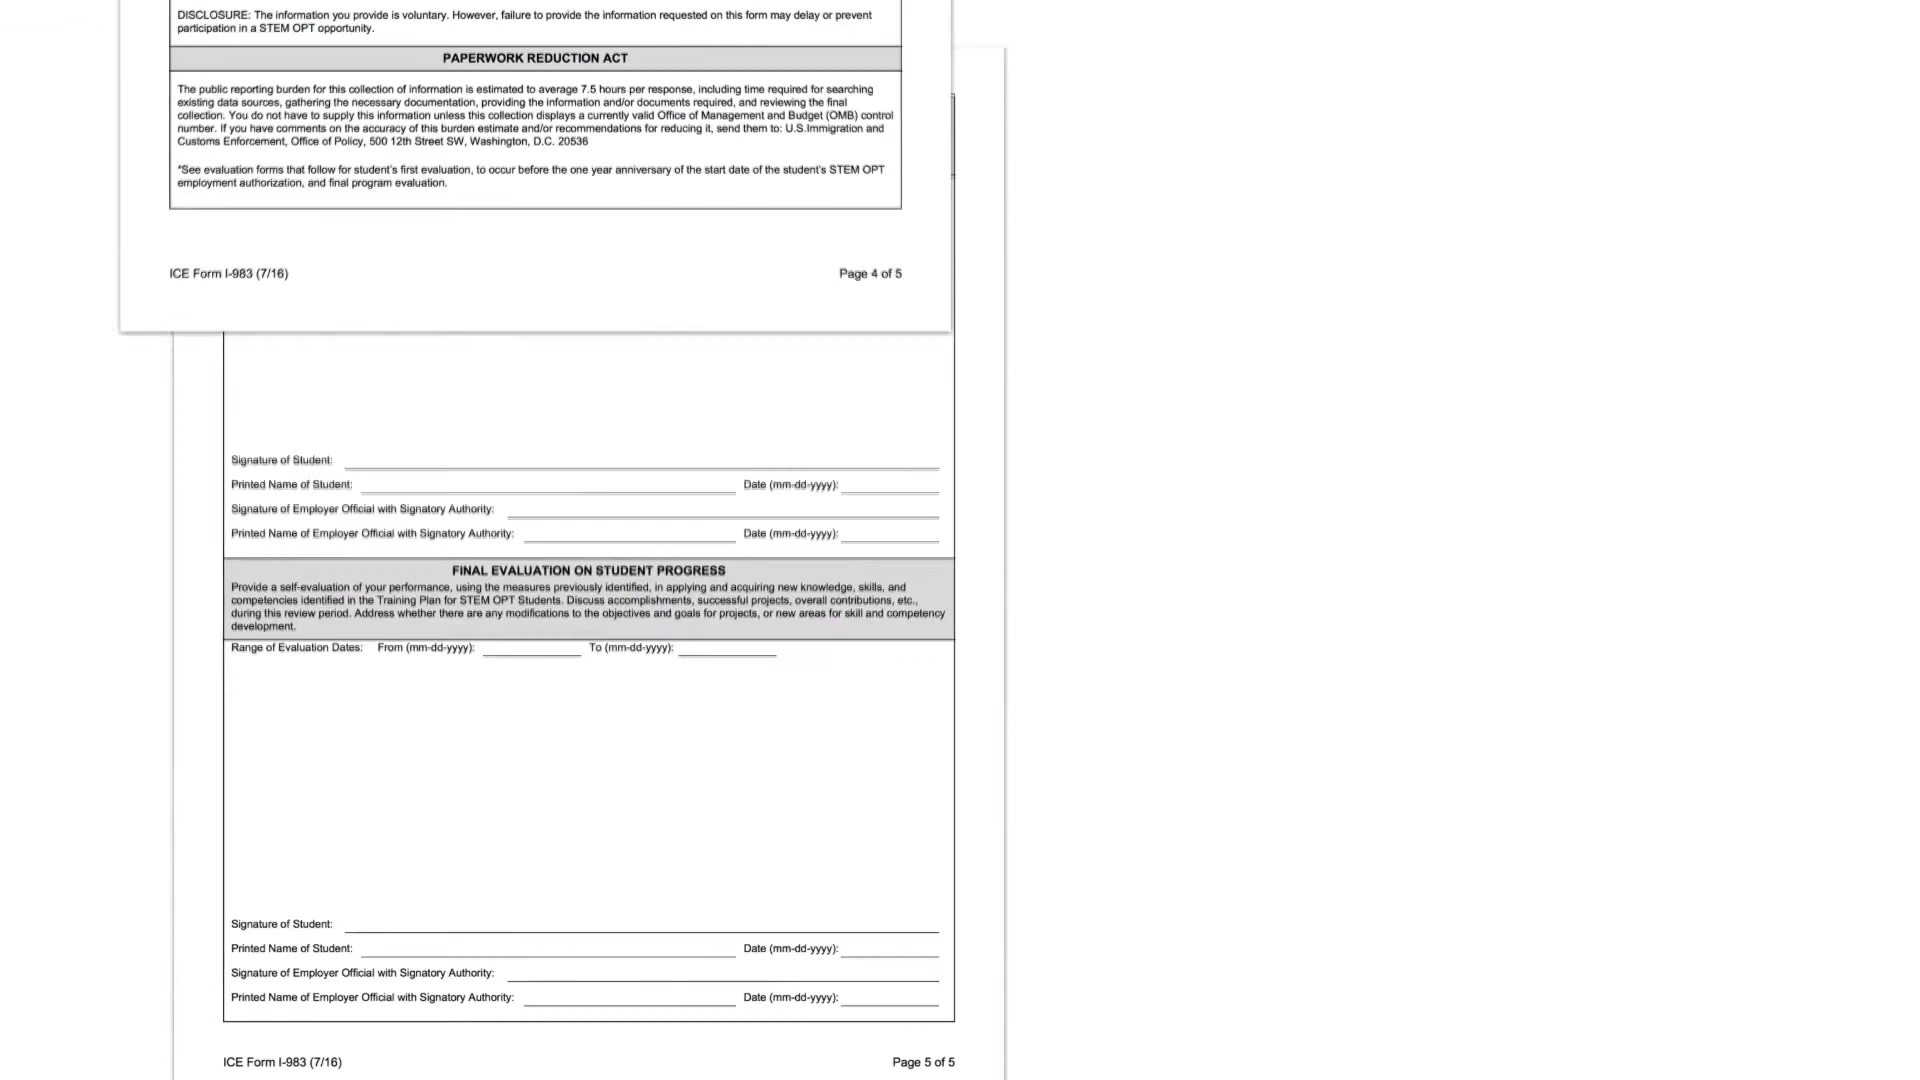 DISCLOSURE: The information you provide is voluntary. However, failure to provide the information requested on this form may delay or prevent
participation in a STEM OPT opportunity.
PAPERWORK REDUCTION ACT
The public reporting burden for this collection of information is estimated to average 7.5 hours per response, including time required for searching
existing data sources, gathering the necessary documentation, providing the information and/or documents required, and reviewing the final
collection. You do not have to supply this information unless this collection displays a currently valid Office of Management and Budget (OMB) control
number. If you have comments on the accuracy of this burden estimate and/or recommendations for reducing it, send them to: U.S.Immigration and
Customs Enforcement, Office of Policy, 500 12th Street SW, Washington, D.C. 20536
*See evaluation forms that follow for student's first evaluation, to occur before the one year anniversary of the start date of the student's STEM OPT
employment authorization, and final program evaluation.
ICE Form I-983 (7/16) Page 4 of 5
Signature of Student:
Printed Name of Student: Date (mm-dd-yyyy):
Signature of Employer Official with Signatory Authority:
Printed Name of Employer Official with Signatory Authority: Date (mm-dd-yyyy):
FINAL EVALUATION ON STUDENT PROGRESS
Provide a self-evaluation of your performance, using the measures previously identified, in applying and acquiring new knowledge, skills, and
competencies identified in the Training Plan for STEM OPT Students. Discuss accomplishments, successful projects, overall contributions, etc.,
during this review period. Address whether there are any modifications to the objectives and goals for projects, or new areas for skill and competency
development.
Range of Evaluation Dates: From (mm-dd-yyyy): To (mm-dd-yyyy):
Signature of Student:
Printed Name of Student: Date (mm-dd-yyyy):
Signature of Employer Official with Signatory Authority:
Printed Name of Employer Official with Signatory Authority: Date (mm-dd-yyyy):
ICE Form I-983 (7/16) Page 5 of 5